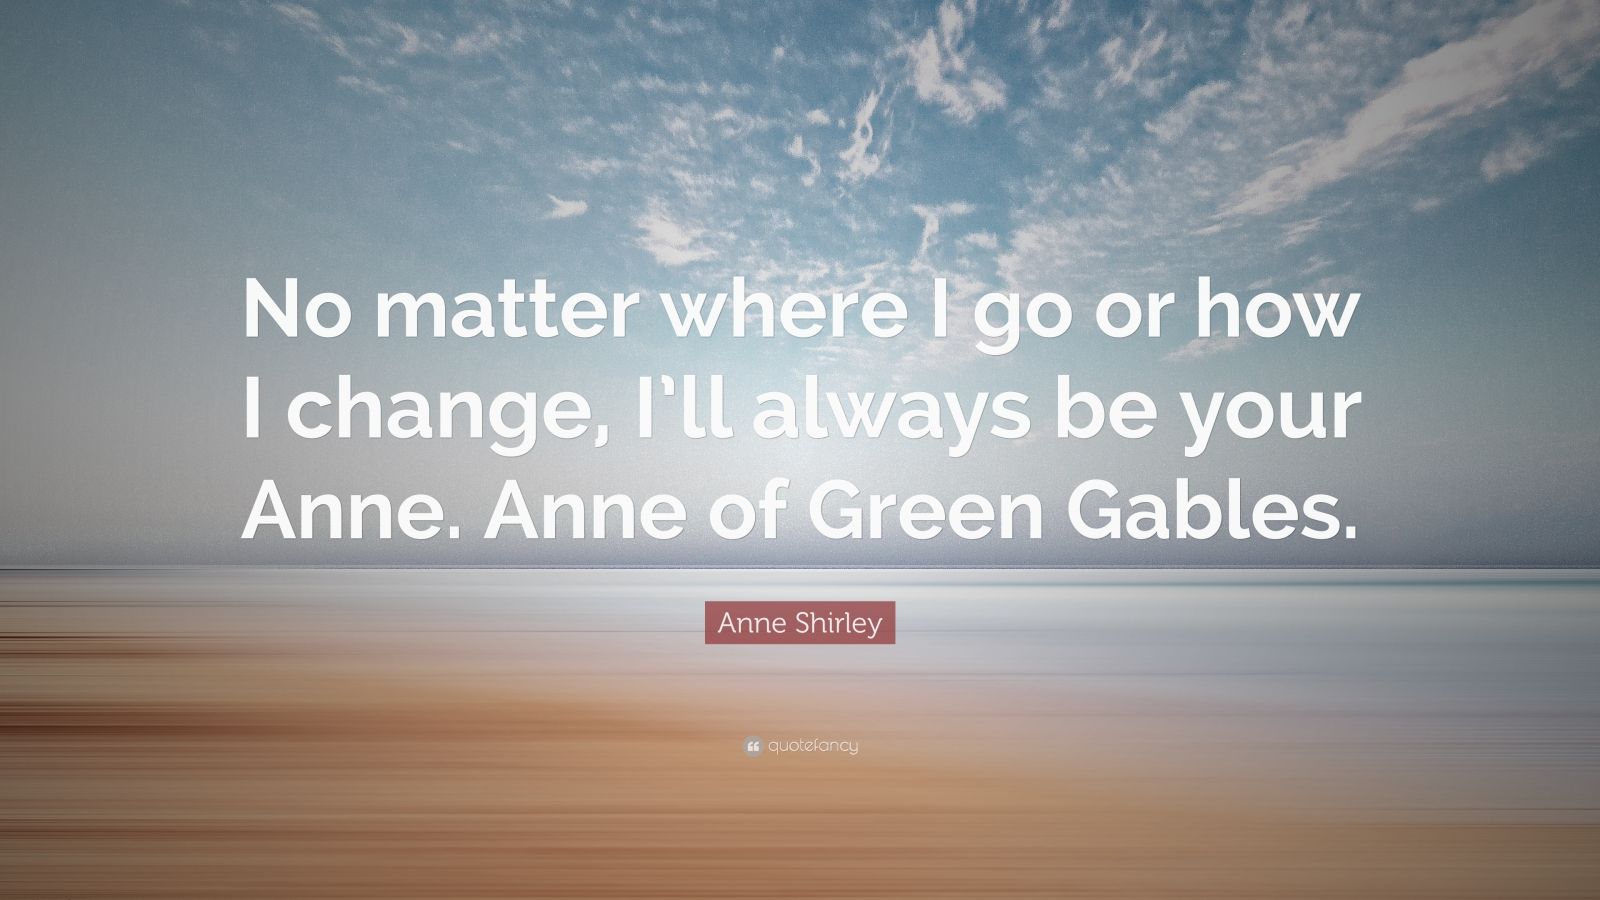 No matter where I go or how
I change, I’ll always be your
Anne. Anne of Green Gables.
Anne Shirley
quotefancy